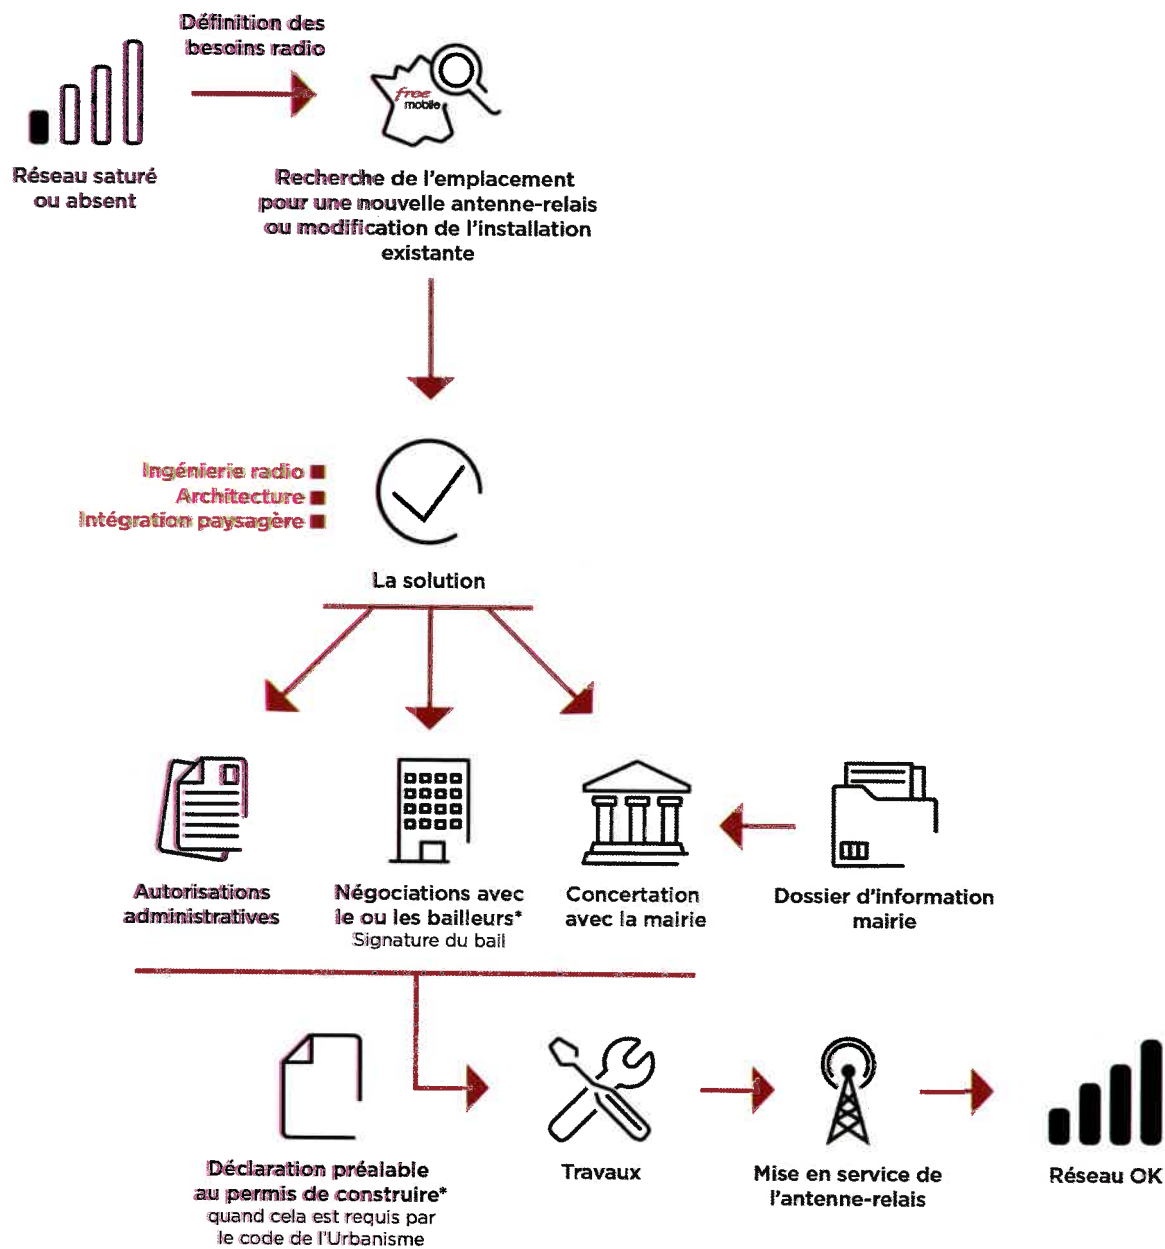 Définition des
besoins radio
free
mobile
Réseau saturé
ou absent
Recherche de l'emplacement
pour une nouvelle antenne-relais
ou modification de l'installation
existante
Ingénierie radio
Architecture
Intégration paysagère
La solution
Autorisations
administratives
Négociations avec
le ou les bailleurs*
Signature du bail
Concertation
avec la mairie
Dossier d'information
mairie
Déclaration préalable
au permis de construire*
quand cela est requis par
le code de l'Urbanisme
Travaux
Mise en service de
l'antenne-relais
Réseau OK